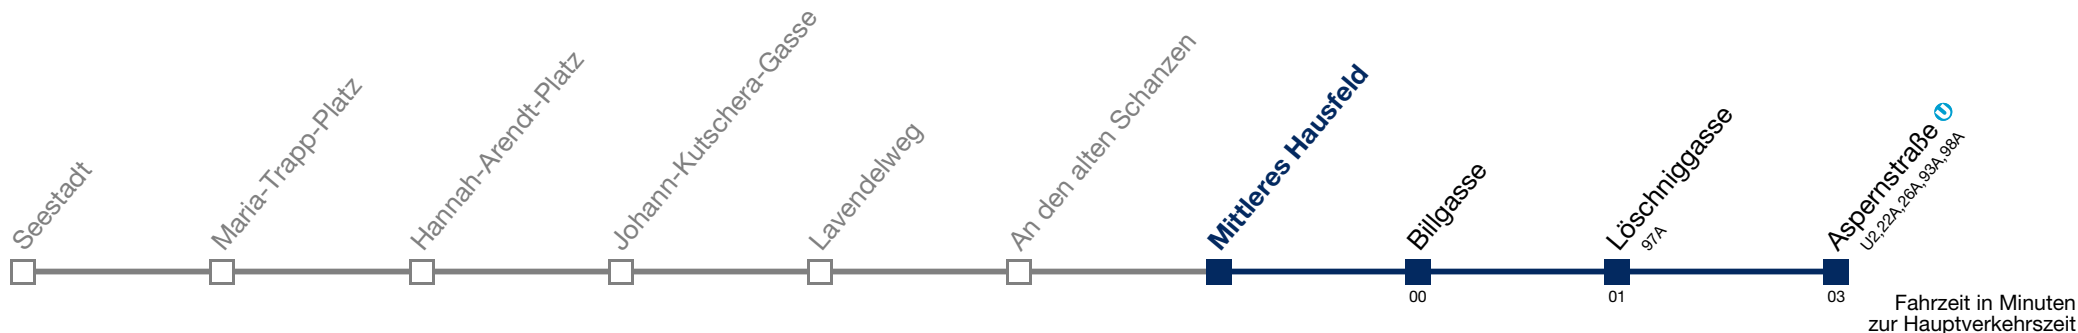 Seestadt
Maria-Trapp-Platz
Hannah-Arendt-Platz
Johann-Kutschera-Gasse
Lavendelweg
An den alten Schanzen
Mittleres Hausfeld
Billgasse
00
Löschniggasse
97A
01
Aspernstraße U
U2,22A,26A,93A,98A
03
Fahrzeit in Minuten
zur Hauptverkehrszeit